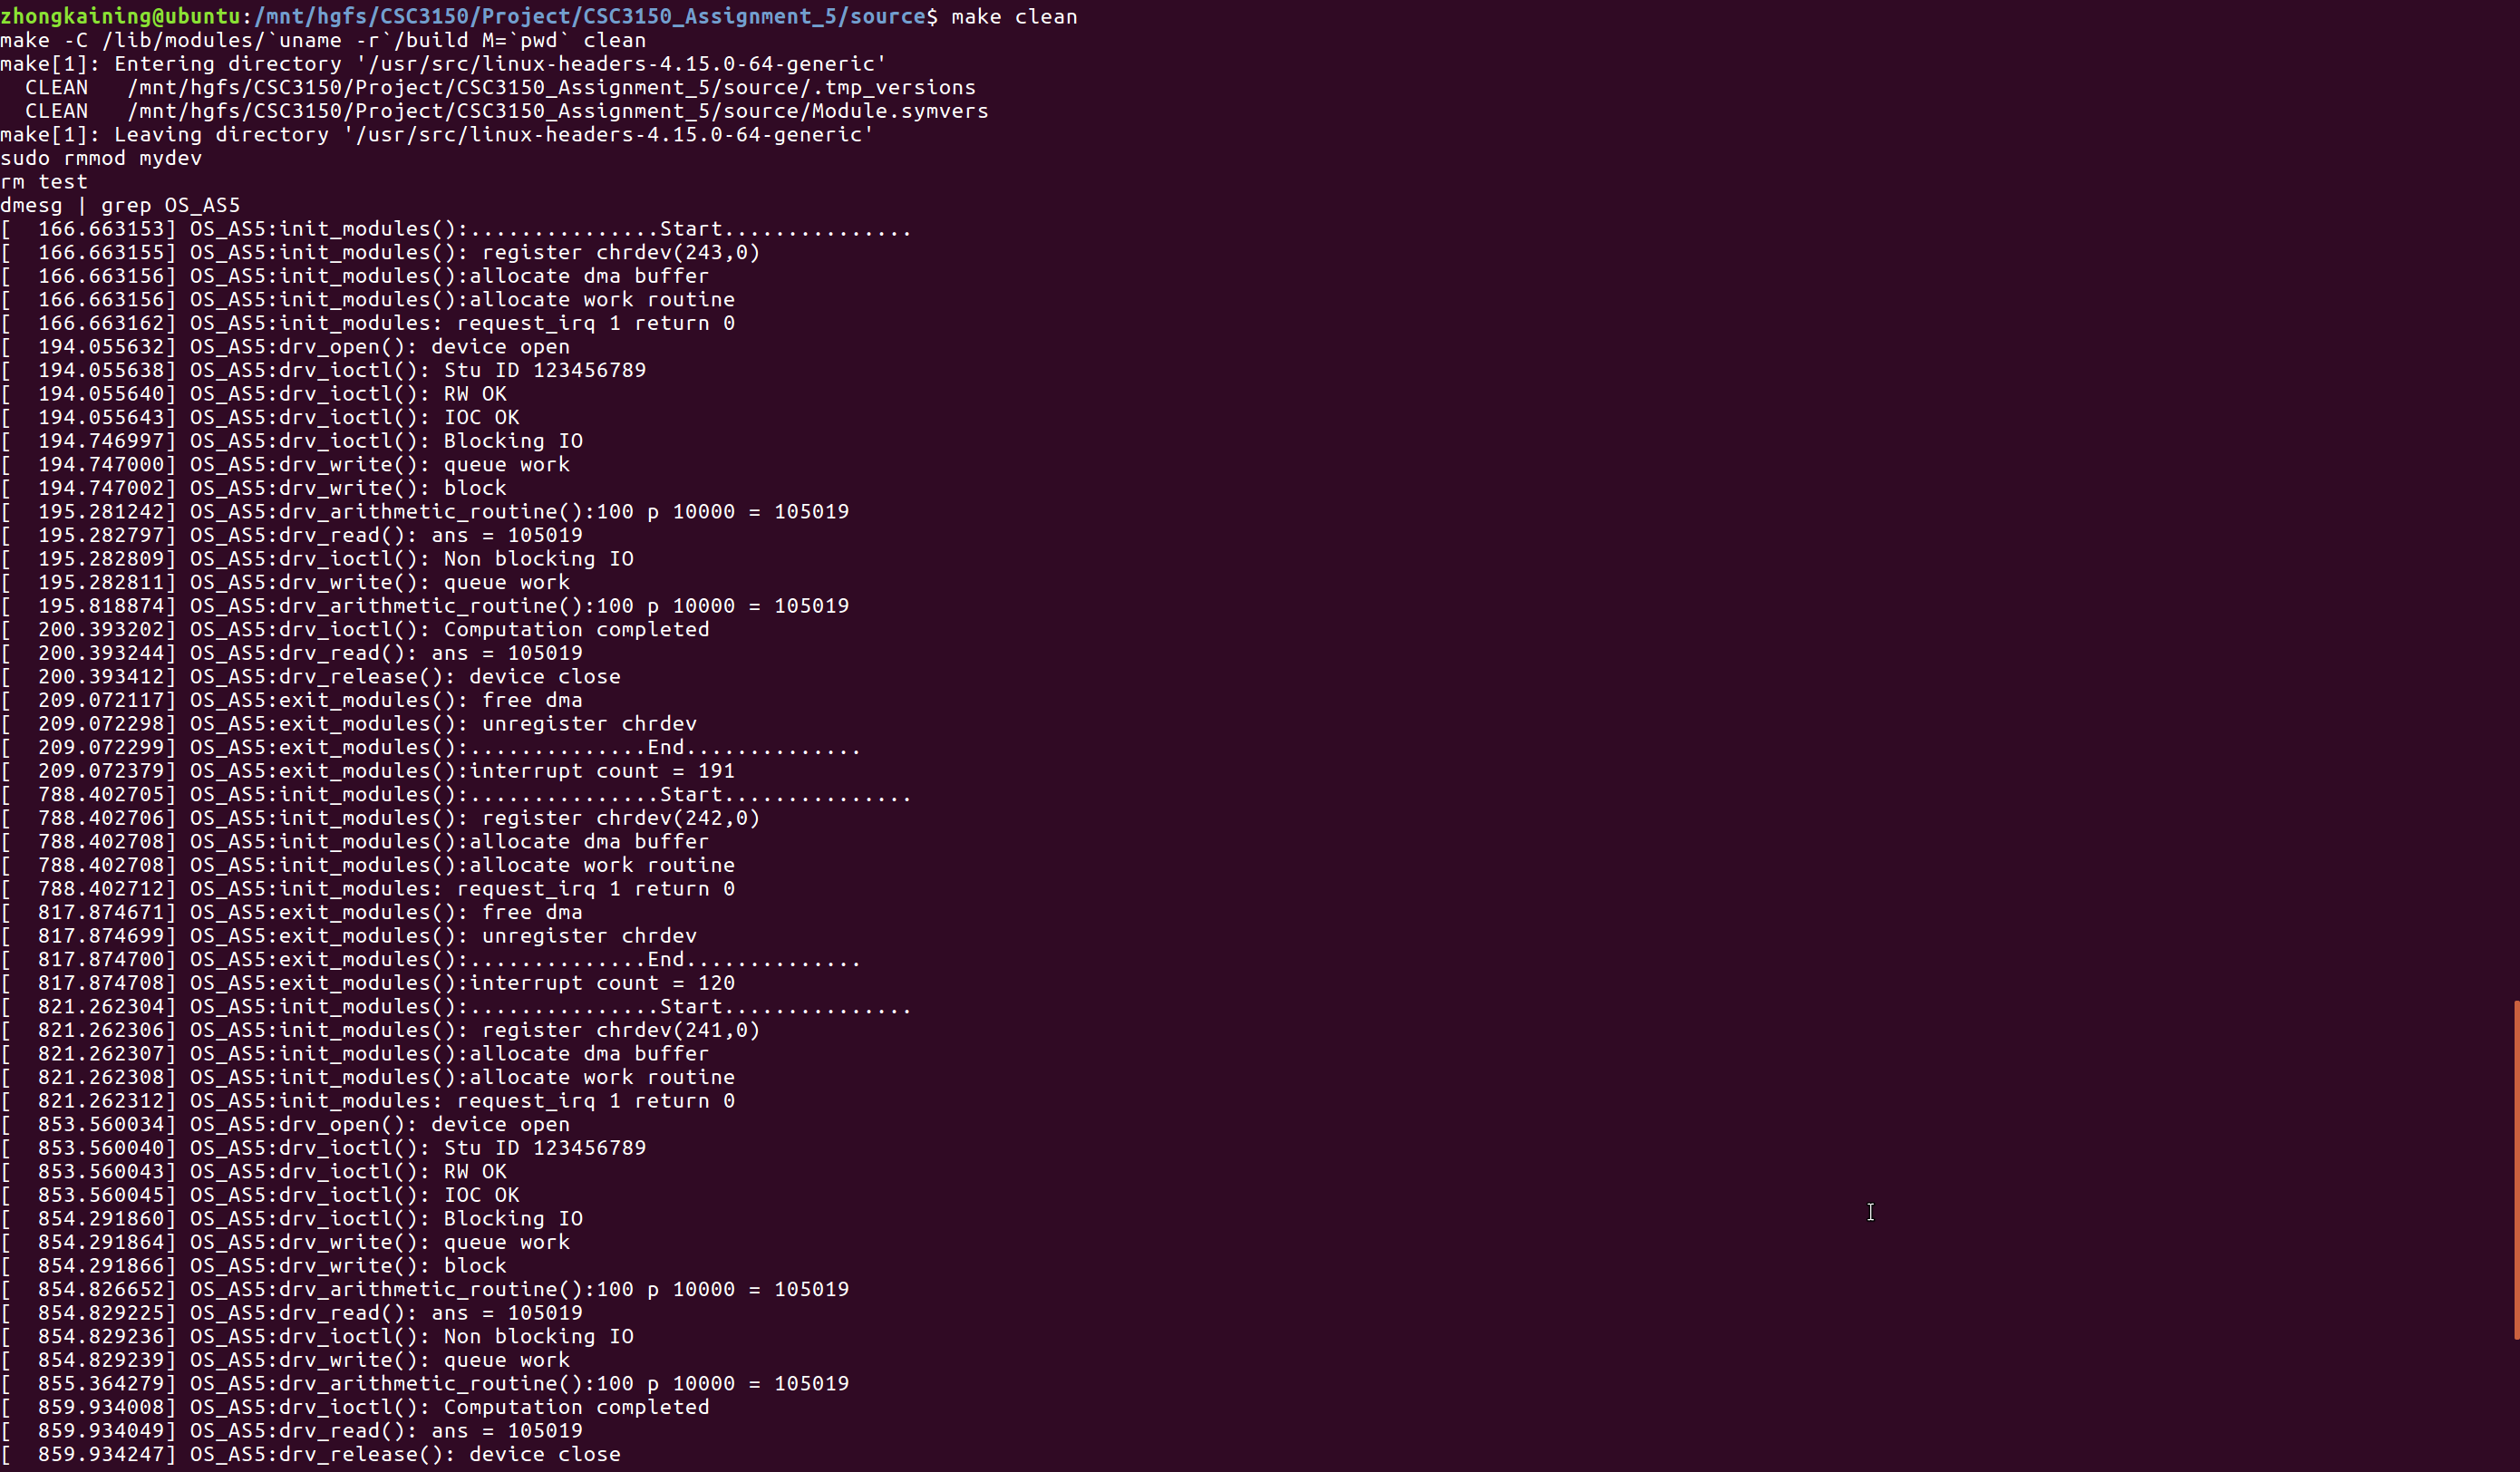 zhongkaining@ubuntu:/mnt/hgfs/CSC3150/Project/CSC3150_Assignment_5/source$ make clean
make -C /lib/modules/`uname -r`/build M=`pwd` clean
make[1]: Entering directory '/usr/src/linux-headers-4.15.0-64-generic'
  CLEAN   /mnt/hgfs/CSC3150/Project/CSC3150_Assignment_5/source/.tmp_versions
  CLEAN   /mnt/hgfs/CSC3150/Project/CSC3150_Assignment_5/source/Module.symvers
make[1]: Leaving directory '/usr/src/linux-headers-4.15.0-64-generic'
sudo rmmod mydev
rm test
dmesg | grep OS_AS5
[  166.663153] OS_AS5:init_modules():...............Start...............
[  166.663155] OS_AS5:init_modules(): register chrdev(243,0)
[  166.663156] OS_AS5:init_modules():allocate dma buffer
[  166.663156] OS_AS5:init_modules():allocate work routine
[  166.663162] OS_AS5:init_modules: request_irq 1 return 0
[  194.055632] OS_AS5:drv_open(): device open
[  194.055638] OS_AS5:drv_ioctl(): Stu ID 123456789
[  194.055640] OS_AS5:drv_ioctl(): RW OK
[  194.055643] OS_AS5:drv_ioctl(): IOC OK
[  194.746997] OS_AS5:drv_ioctl(): Blocking IO
[  194.747000] OS_AS5:drv_write(): queue work
[  194.747002] OS_AS5:drv_write(): block
[  195.281242] OS_AS5:drv_arithmetic_routine():100 p 10000 = 105019
[  195.282797] OS_AS5:drv_read(): ans = 105019
[  195.282809] OS_AS5:drv_ioctl(): Non blocking IO
[  195.282811] OS_AS5:drv_write(): queue work
[  195.818874] OS_AS5:drv_arithmetic_routine():100 p 10000 = 105019
[  200.393202] OS_AS5:drv_ioctl(): Computation completed
[  200.393244] OS_AS5:drv_read(): ans = 105019
[  200.393412] OS_AS5:drv_release(): device close
[  209.072117] OS_AS5:exit_modules(): free dma
[  209.072298] OS_AS5:exit_modules(): unregister chrdev
[  209.072299] OS_AS5:exit_modules():..............End..............
[  209.072379] OS_AS5:exit_modules():interrupt count = 191
[  788.402705] OS_AS5:init_modules():...............Start...............
[  788.402706] OS_AS5:init_modules(): register chrdev(242,0)
[  788.402708] OS_AS5:init_modules():allocate dma buffer
[  788.402708] OS_AS5:init_modules():allocate work routine
[  788.402712] OS_AS5:init_modules: request_irq 1 return 0
[  817.874671] OS_AS5:exit_modules(): free dma
[  817.874699] OS_AS5:exit_modules(): unregister chrdev
[  817.874700] OS_AS5:exit_modules():..............End..............
[  817.874708] OS_AS5:exit_modules():interrupt count = 120
[  821.262304] OS_AS5:init_modules():...............Start...............
[  821.262306] OS_AS5:init_modules(): register chrdev(241,0)
[  821.262307] OS_AS5:init_modules():allocate dma buffer
[  821.262308] OS_AS5:init_modules():allocate work routine
[  821.262312] OS_AS5:init_modules: request_irq 1 return 0
[  853.560034] OS_AS5:drv_open(): device open
[  853.560040] OS_AS5:drv_ioctl(): Stu ID 123456789
[  853.560043] OS_AS5:drv_ioctl(): RW OK
[  853.560045] OS_AS5:drv_ioctl(): IOC OK
[  854.291860] OS_AS5:drv_ioctl(): Blocking IO
[  854.291864] OS_AS5:drv_write(): queue work
[  854.291866] OS_AS5:drv_write(): block
[  854.826652] OS_AS5:drv_arithmetic_routine():100 p 10000 = 105019
[  854.829225] OS_AS5:drv_read(): ans = 105019
[  854.829236] OS_AS5:drv_ioctl(): Non blocking IO
[  854.829239] OS_AS5:drv_write(): queue work
[  855.364279] OS_AS5:drv_arithmetic_routine():100 p 10000 = 105019
[  859.934008] OS_AS5:drv_ioctl(): Computation completed
[  859.934049] OS_AS5:drv_read(): ans = 105019
[  859.934247] OS_AS5:drv_release(): device close